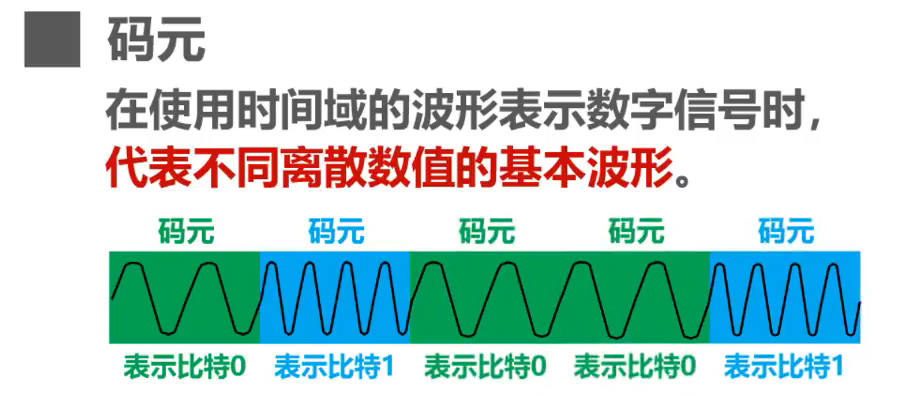 码元
在使用时间域的波形表示数字信号时，
代表不同离散数值的基本波形。
码元 码元 码元 码元 码元
表示比特0 表示比特1 表示比特0 表示比特0 表示比特1